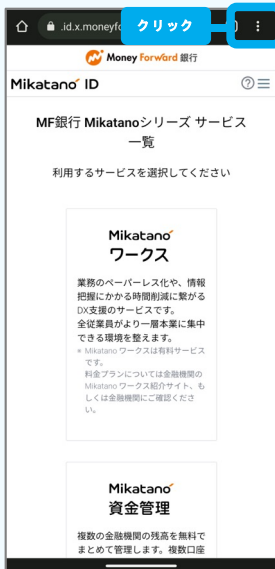 .id.x.moneyfo
クリック
Money Forward 銀行
Mikatano ID
MF銀行 Mikatanoシリーズ サービス
一覧
利用するサービスを選択してください
Mikatano
ワークス
業務のペーパーレス化や、情報
把握にかかる時間削減に繋がる
DX支援のサービスです。
全従業員がより一層本業に集中
できる環境を整えます。
* Mikatano ワークスは有料サービス
です。
料金プランについては金融機関の
Mikatano ワークス紹介サイト、も
しくは金融機関にご確認くださ
い。
Mikatano
資金管理
複数の金融機関の残高を無料で
まとめて管理します。複数口座